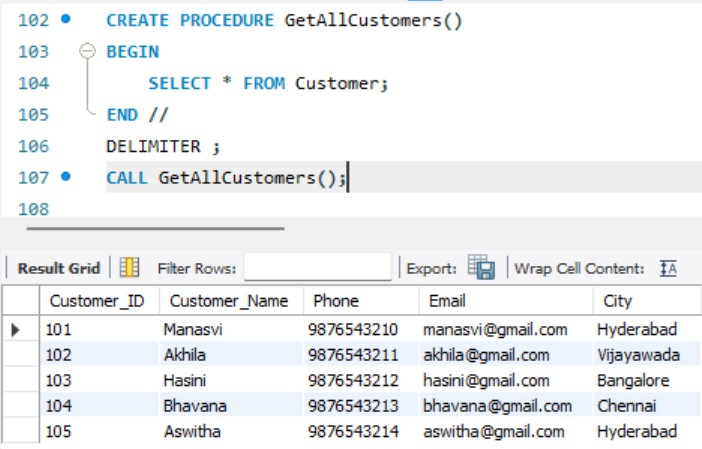 102 CREATE PROCEDURE GetAllCustomers()
103 BEGIN
104 SELECT * FROM Customer;
105 END //
106 DELIMITER ;
107 CALL GetAllCustomers();
108
Result Grid Filter Rows: Export: Wrap Cell Content:
Customer_ID Customer_Name Phone Email City
101 Manasvi 9876543210 manasvi@gmail.com Hyderabad
102 Akhila 9876543211 akhila@gmail.com Vijayawada
103 Hasini 9876543212 hasini@gmail.com Bangalore
104 Bhavana 9876543213 bhavana@gmail.com Chennai
105 Aswitha 9876543214 aswitha@gmail.com Hyderabad